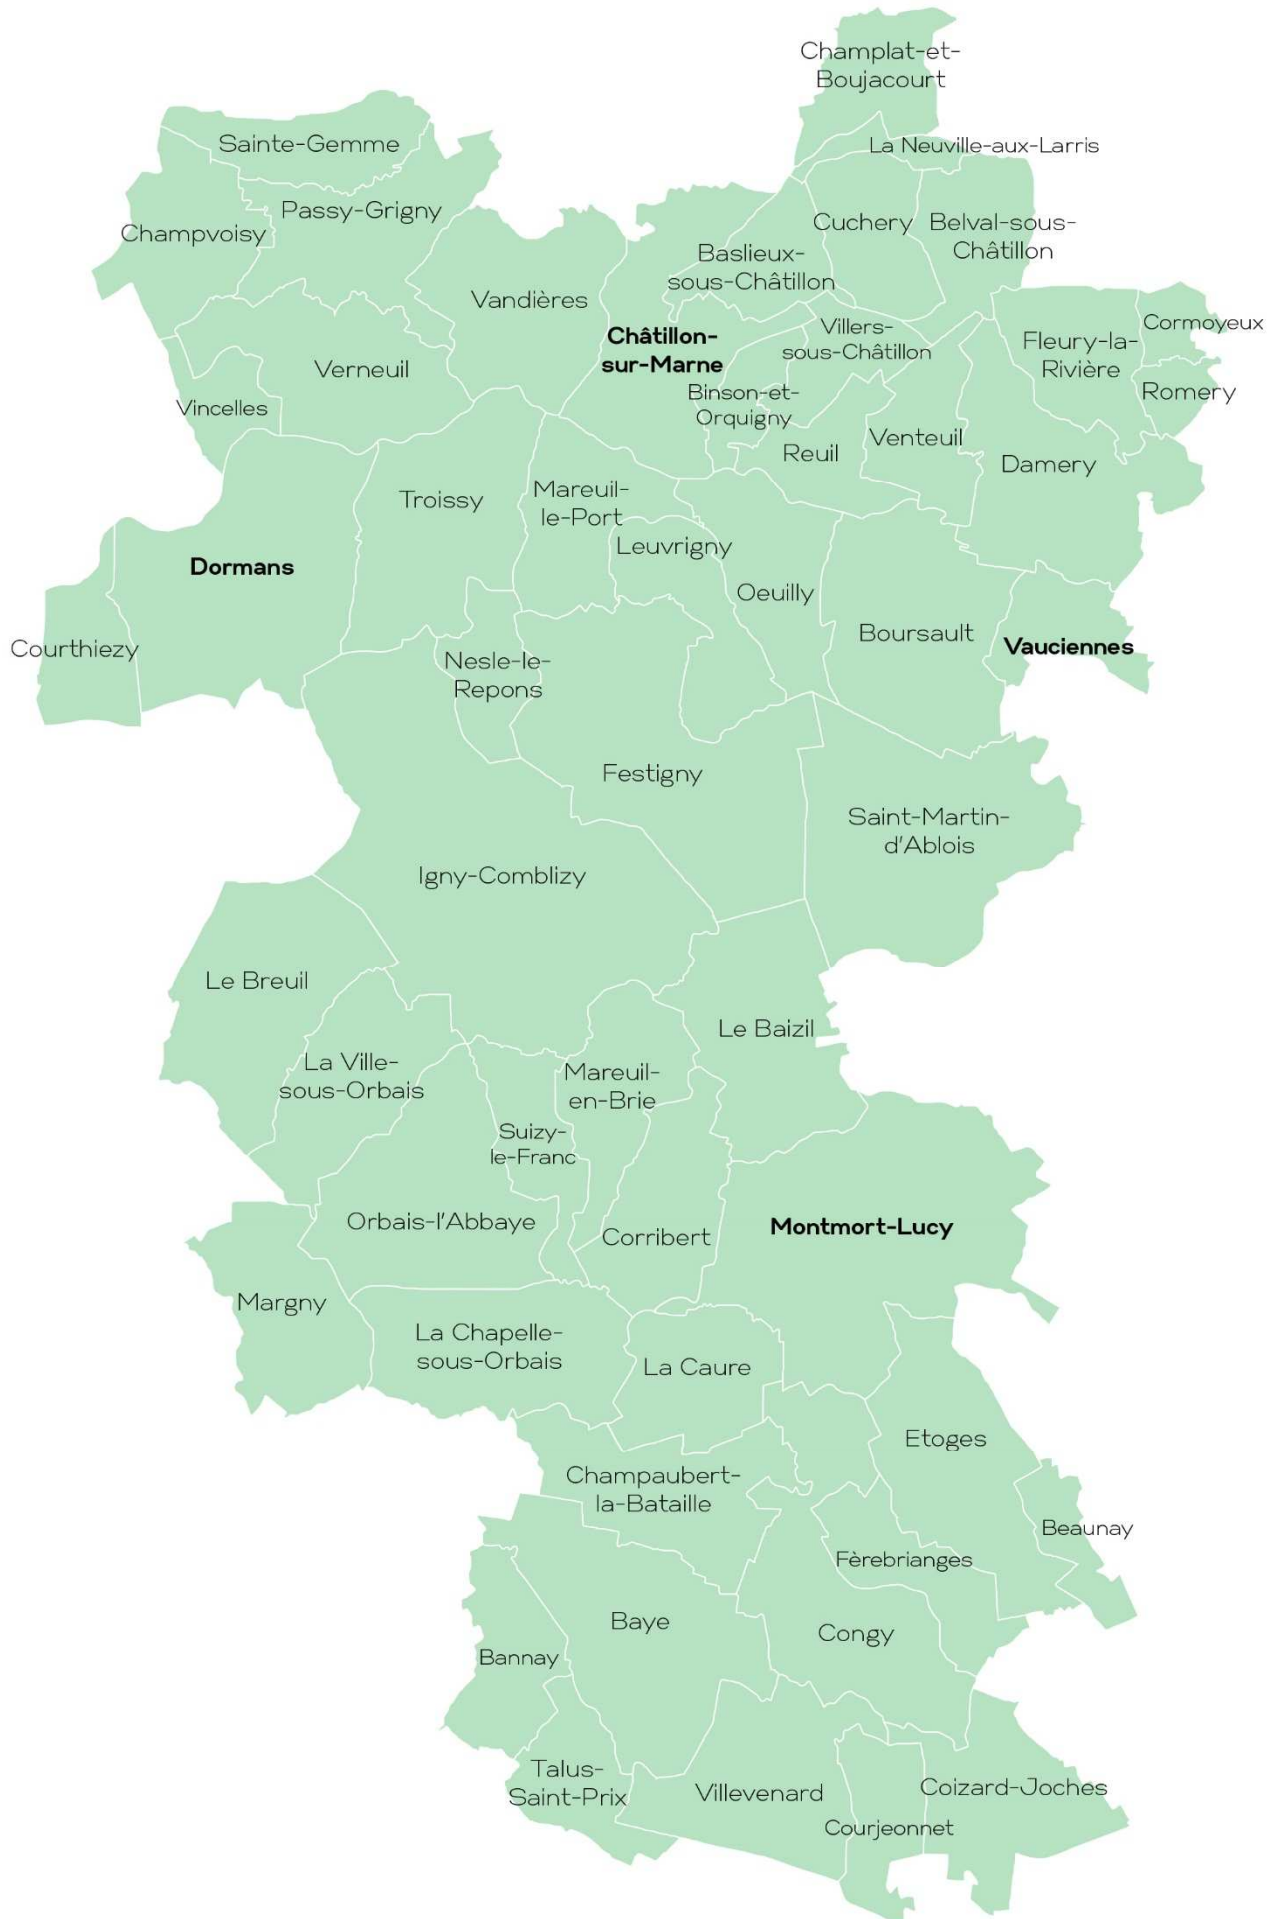 Champlat-et-
Boujacourt
Sainte-Gemme
La Neuville-aux-Larris
Passy-Grigny
Champvoisy
Cuchery
Belval-sous-
Châtillon
Baslieux-
sous-Châtillon
Vandières
Châtillon-
sur-Marne
Villers-
sous-Châtillon
Cormoyeux
Fleury-la-
Rivière
Verneuil
Vincelles
Binson-et-
Orquigny
Romery
Reuil
Venteuil
Damery
Troissy
Mareuil-
le-Port
Leuvrigny
Dormans
Oeuilly
Boursault
Vauciennes
Courthiezy
Nesle-le-
Repons
Festigny
Saint-Martin-
d'Ablois
Igny-Comblizy
Le Breuil
Le Baizil
La Ville-
sous-Orbais
Mareuil-
en-Brie
Suizy-
le-Franc
Orbais-l'Abbaye
Corribert
Montmort-Lucy
Margny
La Chapelle-
sous-Orbais
La Caure
Etoges
Champaubert-
la-Bataille
Beaunay
Fèrebrianges
Baye
Congy
Bannay
Talus-
Saint-Prix
Villevenard
Coizard-Joches
Courjeonnet